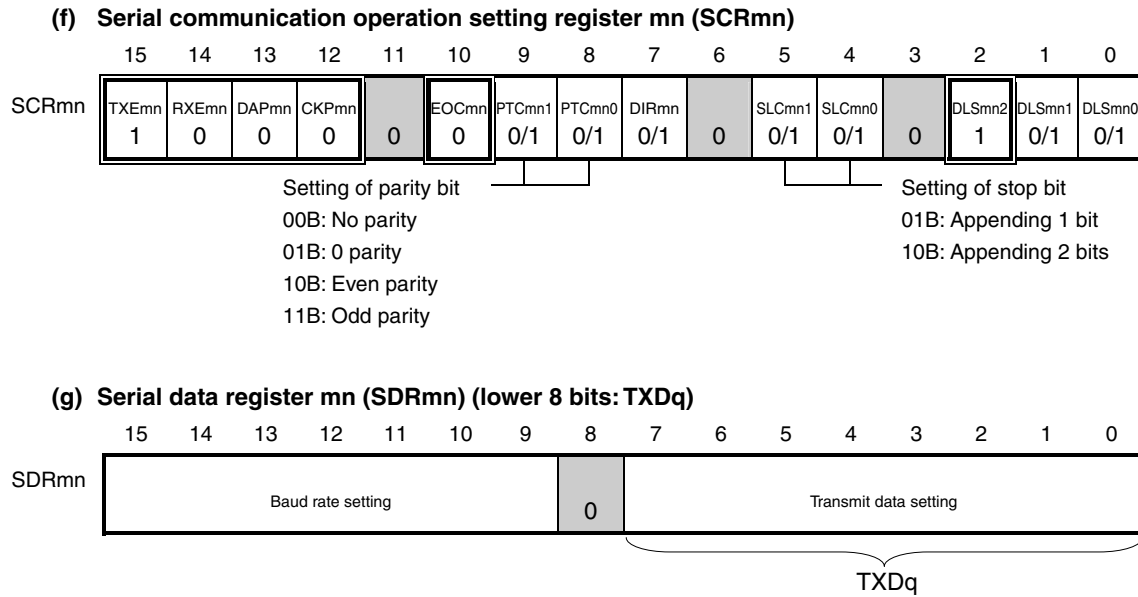 (f) Serial communication operation setting register mn (SCRmn)
15 14 13 12 11 10 9 8 7 6 5 4 3 2 1 0
SCRmn
TXEmn RXEmn DAPmn CKPmn EOCmn PTCmn1 PTCmn0 DIRmn SLCmn1 SLCmn0 DLSmn2 DLSmn1 DLSmn0
1 0 0 0 0 0 0/1 0/1 0/1 0 0/1 0/1 0 1 0/1 0/1
Setting of parity bit
00B: No parity
01B: 0 parity
10B: Even parity
11B: Odd parity
Setting of stop bit
01B: Appending 1 bit
10B: Appending 2 bits
(g) Serial data register mn (SDRmn) (lower 8 bits: TXDq)
15 14 13 12 11 10 9 8 7 6 5 4 3 2 1 0
SDRmn
Baud rate setting 0 Transmit data setting
TXDq